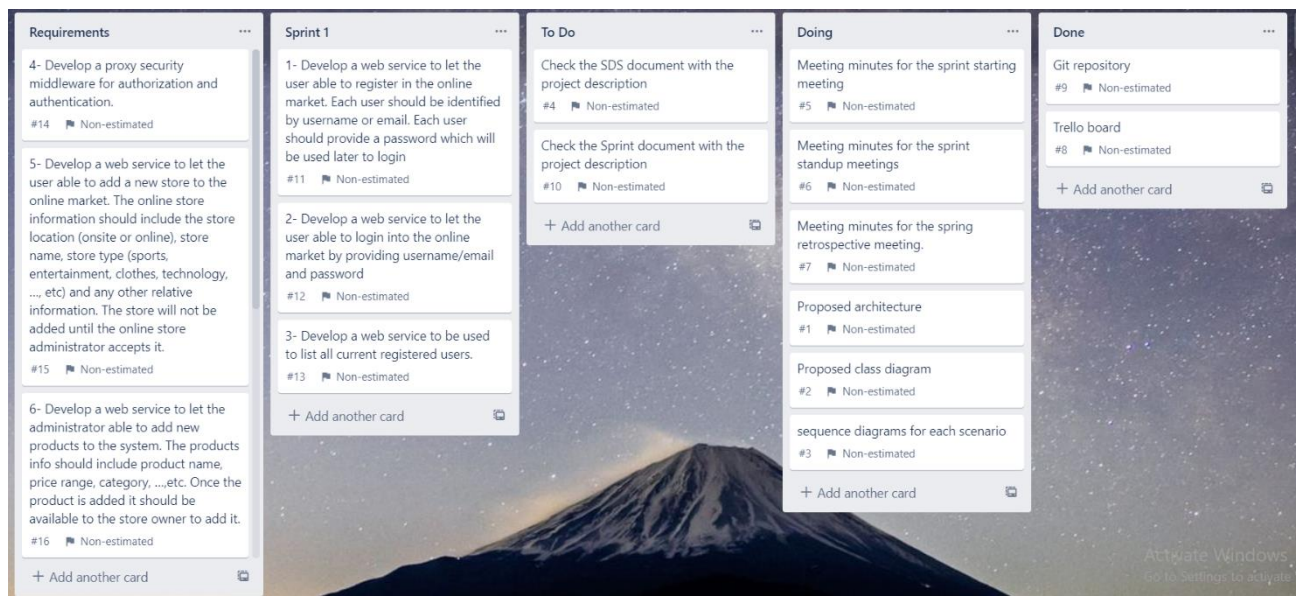 Requirements
4- Develop a proxy security
middleware for authorization and
authentication.
#14 Non-estimated
5- Develop a web service to let the
user able to add a new store to the
online market. The online store
information should include the store
location (onsite or online), store
name, store type (sports,
entertainment, clothes, technology,
...., etc) and any other relative
information. The store will not be
added until the online store
administrator accepts it.
#15 Non-estimated
6- Develop a web service to let the
administrator able to add new
products to the system. The products
info should include product name,
price range, category, ...,etc. Once the
product is added it should be
available to the store owner to add it.
#16 Non-estimated
+ Add another card
Sprint 1
1- Develop a web service to let the
user able to register in the online
market. Each user should be identified
by username or email. Each user
should provide a password which will
be used later to login
#11 Non-estimated
2- Develop a web service to let the
user able to login into the online
market by providing username/email
and password
#12 Non-estimated
3- Develop a web service to be used
to list all current registered users.
#13 Non-estimated
+ Add another card
To Do
Check the SDS document with the
project description
#4 Non-estimated
Check the Sprint document with the
project description
#10 Non-estimated
+ Add another card
Doing
Meeting minutes for the sprint starting
meeting
#5 Non-estimated
Meeting minutes for the sprint
standup meetings
#6 Non-estimated
Meeting minutes for the spring
retrospective meeting.
#7 Non-estimated
Proposed architecture
#1 Non-estimated
Proposed class diagram
#2 Non-estimated
sequence diagrams for each scenario
#3 Non-estimated
+ Add another card
Done
Git repository
#9 Non-estimated
Trello board
#8 Non-estimated
+ Add another card
Activate Windows
Go to Settings to activate